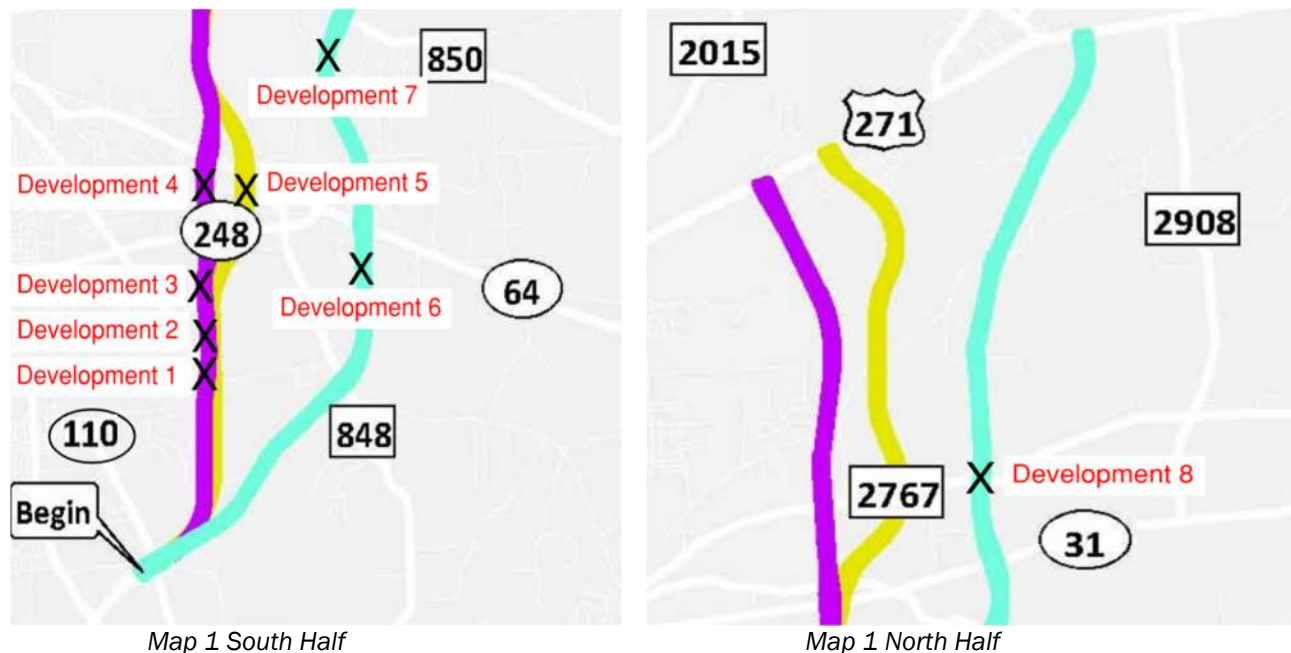 850
Development 7
Development 4
Development 5
248
Development 3
64
Development 6
Development 2
Development 1
110
848
Begin
Map 1 South Half
2015
271
2908
2767
Development 8
31
Map 1 North Half